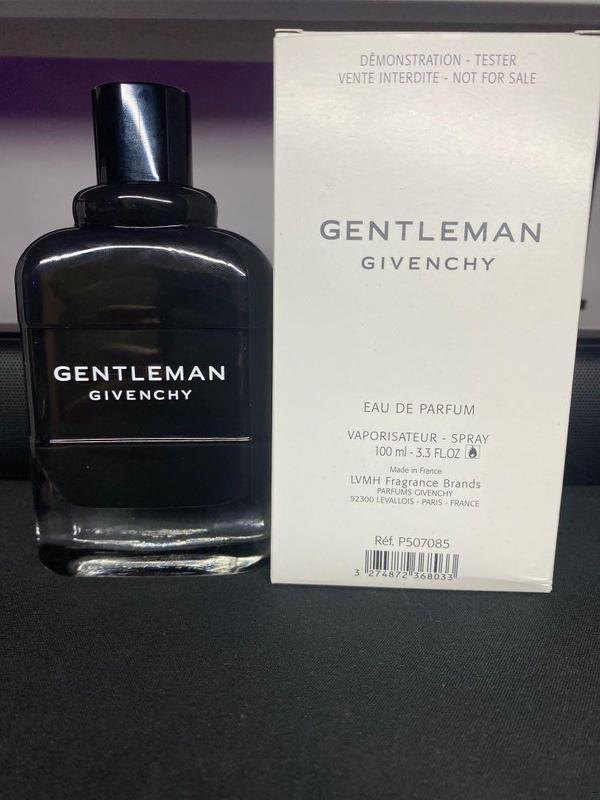 GENTLEMAN
GIVENCHY
DÉMONSTRATION - TESTER
VENTE INTERDITE - NOT FOR SALE
GENTLEMAN
GIVENCHY
EAU DE PARFUM
VAPORISATEUR - SPRAY
100 ml - 3.3 FL.OZ
Made in France
LVMH Fragrance Brands
PARFUMS GIVENCHY
92300 LEVALLOIS - PARIS - FRANCE
Réf. P507085
3 274872 368033